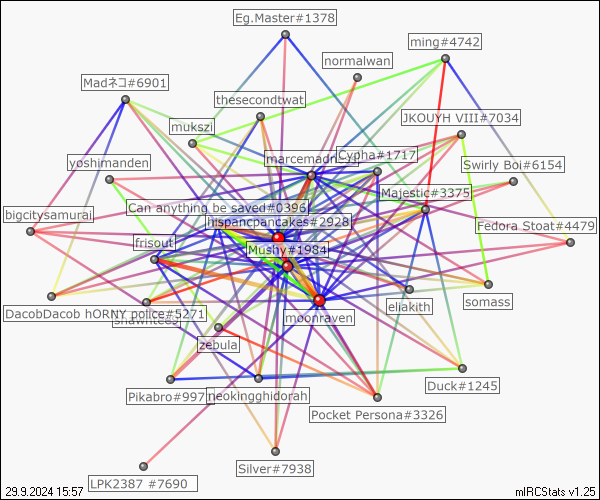 Eg.Master#1378
ming#4742
normalwan
Madネコ#6901
thesecondtwat
JKOUYH VIII#7034
mukszi
marcemadrise
Cypha#1717
yoshimanden
Swirly Boi#6154
Majestic#3375
Can anything be saved#0396
bigcitysamurai
hispancpancakes#2928
Fedora Stoat#4479
frisout
Mushy#1984
eliakith
somass
DacobDacob hORNY police#5271
moonraven
zebula
Duck#1245
Pikabro#997
neokingghidorah
Pocket Persona#3326
Silver#7938
LPK2387 #7690
29.9.2024 15:57
mIRCStats v1.25